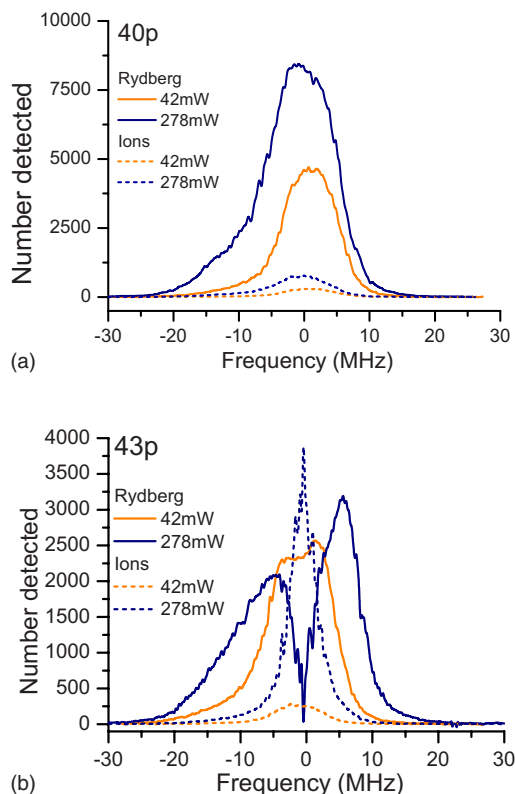 40p
Rydberg
42mW
278mW
Ions
42mW
278mW
10000
7500
5000
2500
0
Number detected
-30 -20 -10 0 10 20 30
Frequency (MHz)
(a)
43p
Rydberg
42mW
278mW
Ions
42mW
278mW
4000
3500
3000
2500
2000
1500
1000
500
0
Number detected
-30 -20 -10 0 10 20 30
Frequency (MHz)
(b)